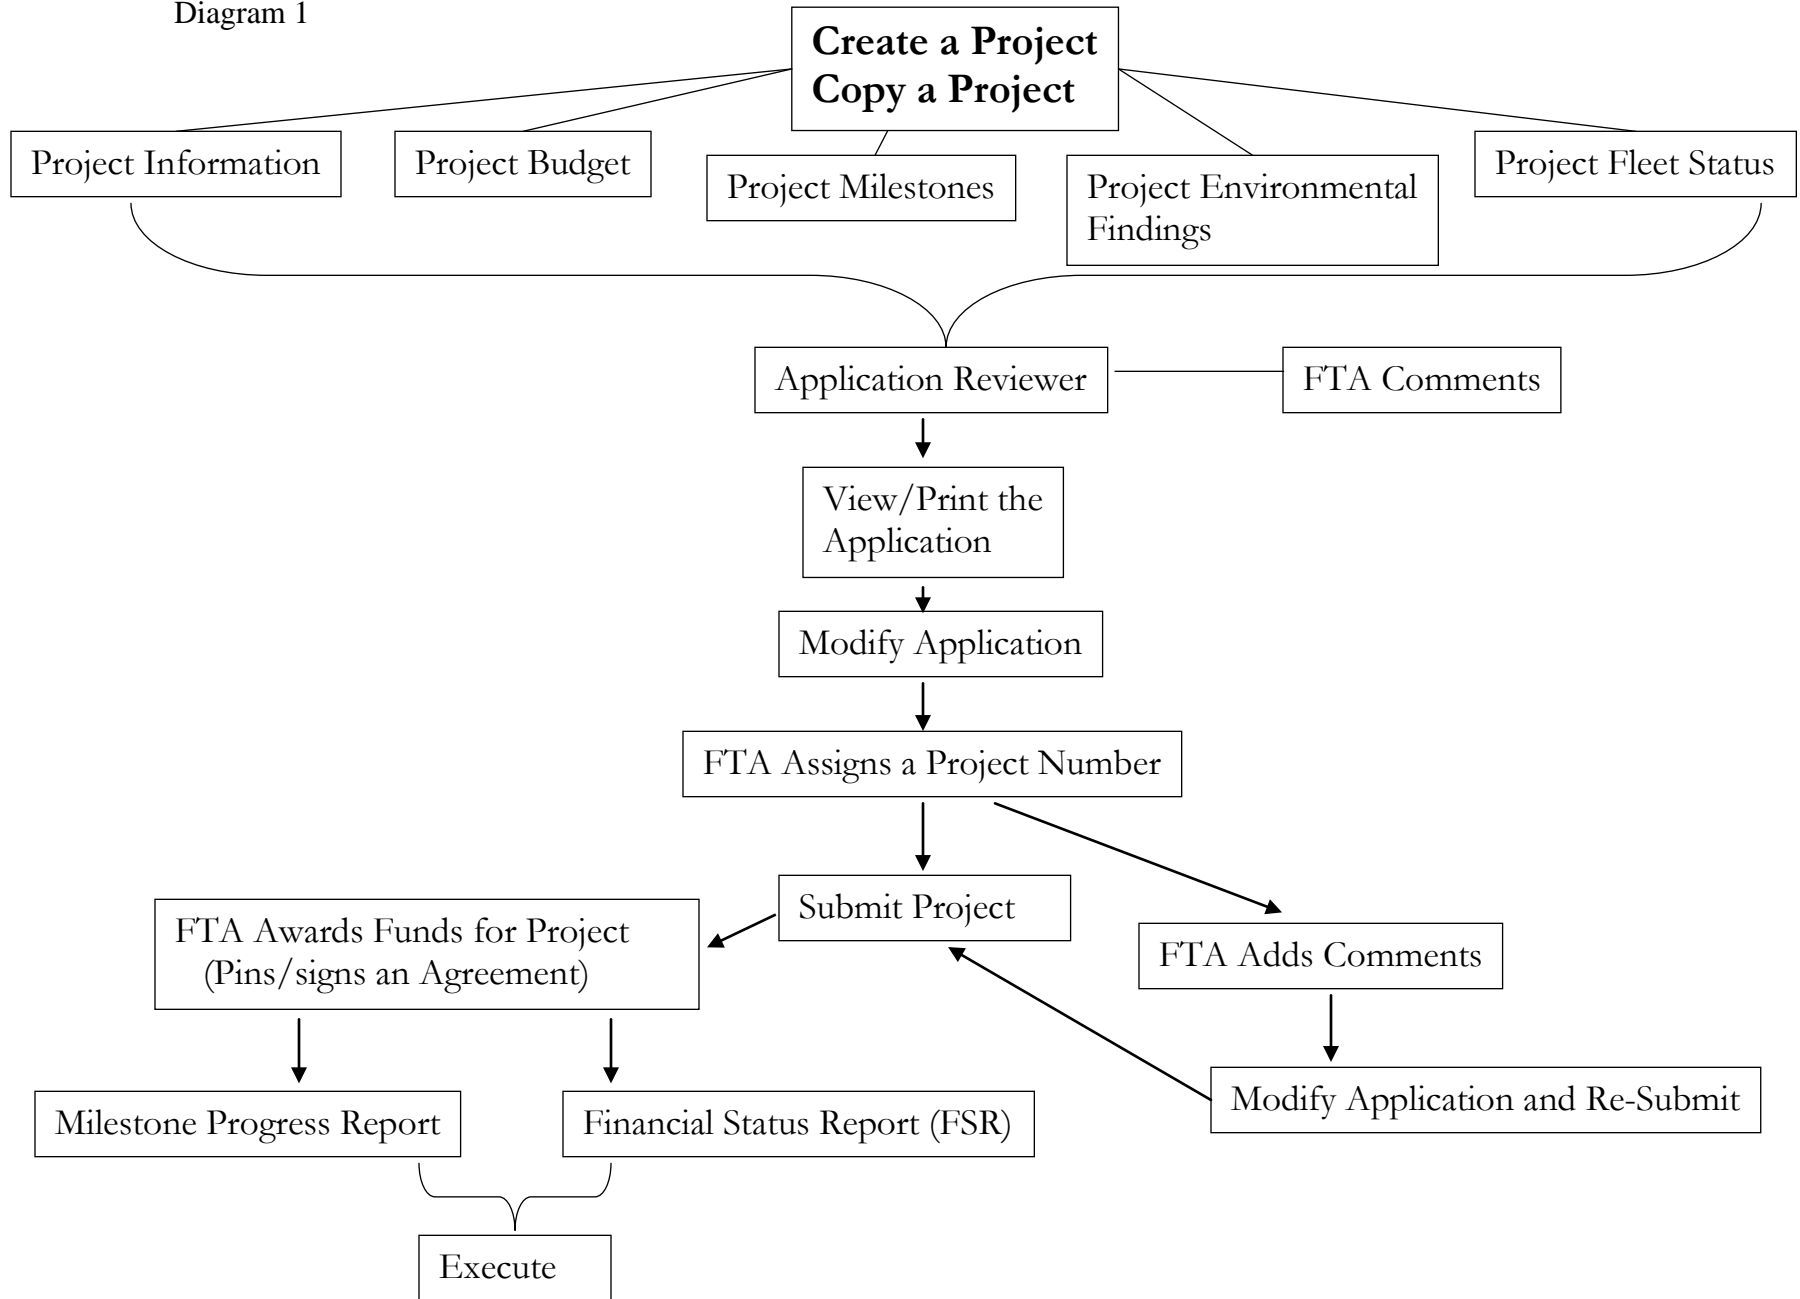 Diagram 1
Create a Project
Copy a Project
Project Information
Project Budget
Project Milestones
Project Environmental
Findings
Project Fleet Status
Application Reviewer
FTA Comments
View/Print the
Application
Modify Application
FTA Assigns a Project Number
Submit Project
FTA Awards Funds for Project
(Pins/signs an Agreement)
FTA Adds Comments
Modify Application and Re-Submit
Milestone Progress Report
Financial Status Report (FSR)
Execute